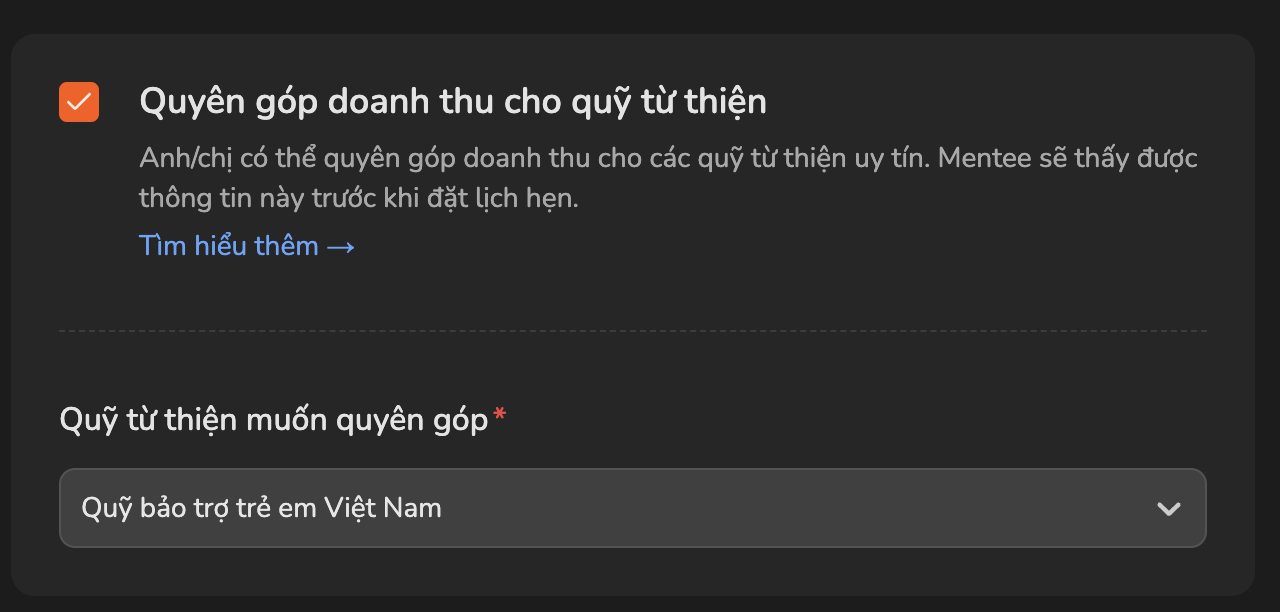 Quyên góp doanh thu cho quỹ từ thiện
Anh/chị có thể quyên góp doanh thu cho các quỹ từ thiện uy tín. Mentee sẽ thấy được
thông tin này trước khi đặt lịch hẹn.
Tìm hiểu thêm →
Quỹ từ thiện muốn quyên góp*
Quỹ bảo trợ trẻ em Việt Nam